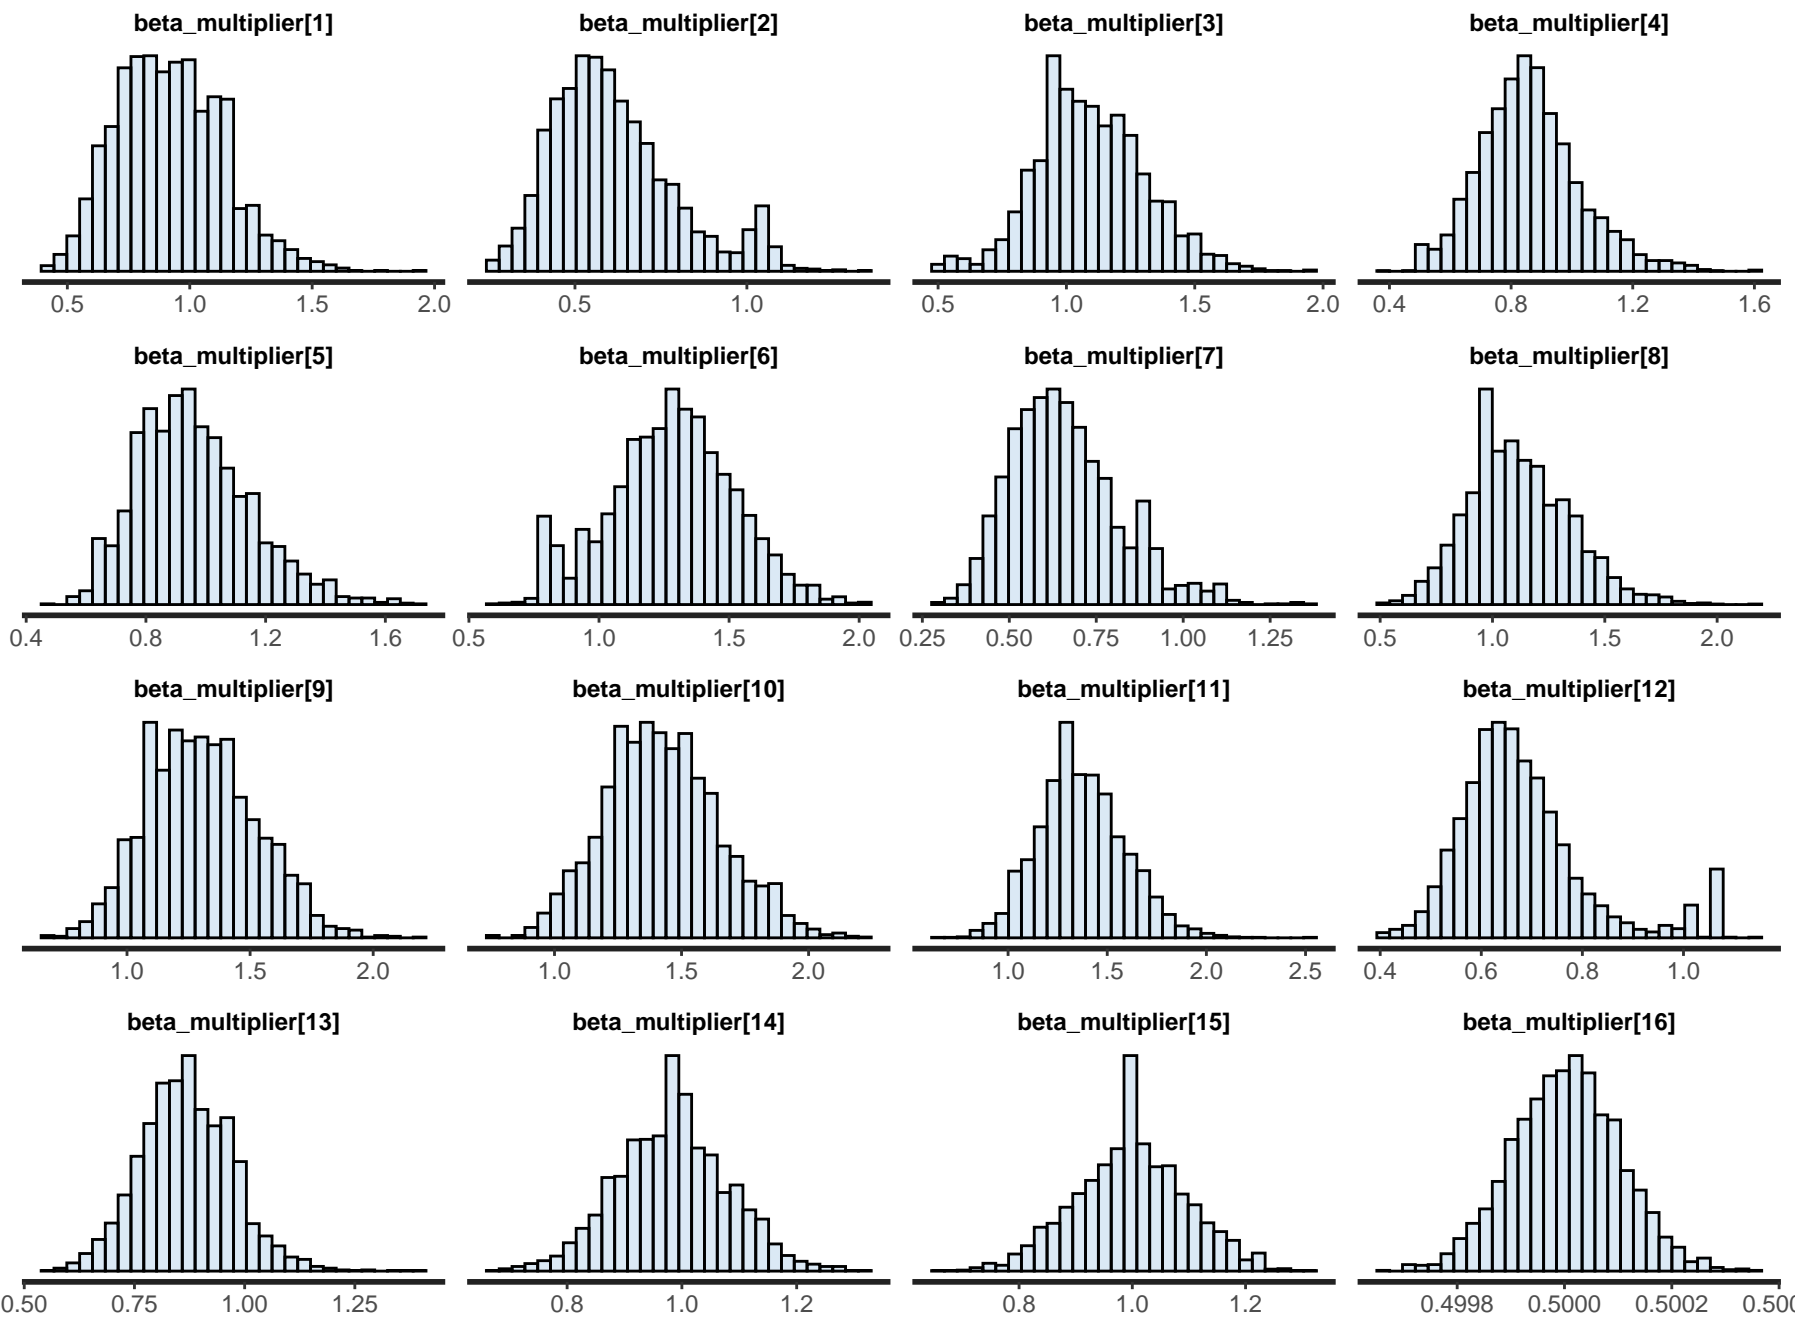 beta_multiplier[1] beta_multiplier[2] beta_multiplier[3] beta_multiplier[4]
0.5 1.0 1.5 2.0 0.5 1.0 0.5 1.0 1.5 2.0 0.4 0.8 1.2 1.6
beta_multiplier[5] beta_multiplier[6] beta_multiplier[7] beta_multiplier[8]
0.4 0.8 1.2 1.6 0.5 1.0 1.5 2.0 0.25 0.50 0.75 1.00 1.25 0.5 1.0 1.5 2.0
beta_multiplier[9] beta_multiplier[10] beta_multiplier[11] beta_multiplier[12]
1.0 1.5 2.0 1.0 1.5 2.0 1.0 1.5 2.0 2.5 0.4 0.6 0.8 1.0
beta_multiplier[13] beta_multiplier[14] beta_multiplier[15] beta_multiplier[16]
0.50 0.75 1.00 1.25 0.8 1.0 1.2 0.8 1.0 1.2 0.4998 0.5000 0.5002